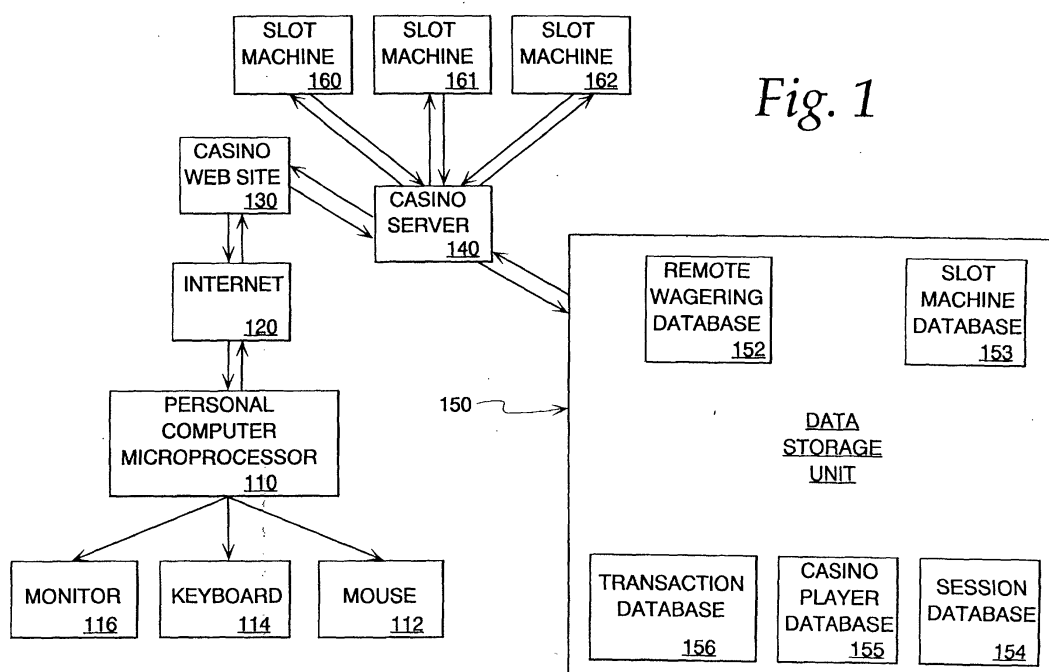 SLOT
MACHINE
160
SLOT
MACHINE
161
SLOT
MACHINE
162
Fig. 1
CASINO
WEB SITE
130
CASINO
SERVER
140
INTERNET
120
REMOTE
WAGERING
DATABASE
152
SLOT
MACHINE
DATABASE
153
PERSONAL
COMPUTER
MICROPROCESSOR
110
150
DATA
STORAGE
UNIT
MONITOR
116
KEYBOARD
114
MOUSE
112
TRANSACTION
DATABASE
156
CASINO
PLAYER
DATABASE
155
SESSION
DATABASE
154